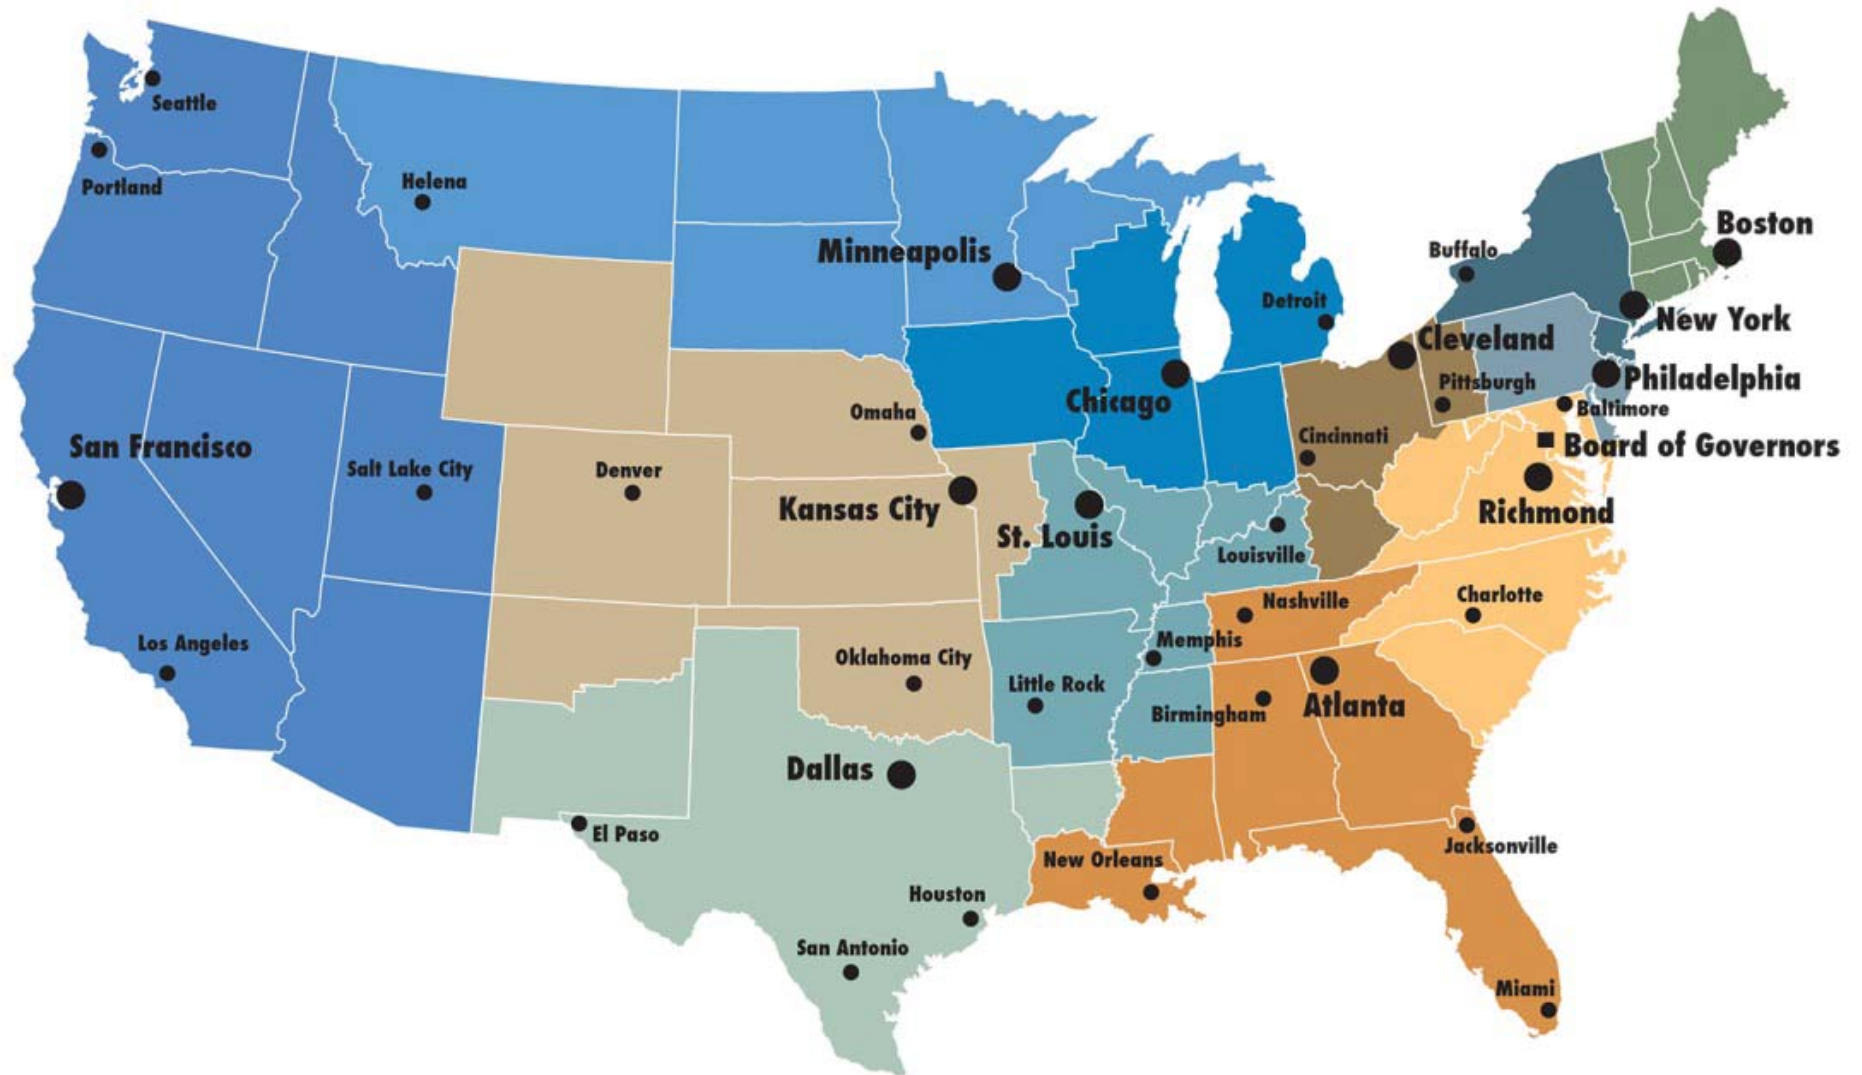 Seattle
Portland
Helena
Minneapolis
Boston
Buffalo
Detroit
New York
Cleveland
Philadelphia
Pittsburgh
Chicago
Baltimore
Omaha
Cincinnati
Board of Governors
San Francisco
Salt Lake City
Denver
Kansas City
Richmond
St. Louis
Louisville
Charlotte
Nashville
Los Angeles
Memphis
Oklahoma City
Little Rock
Birmingham
Atlanta
Dallas
El Paso
Jacksonville
New Orleans
Houston
San Antonio
Miami